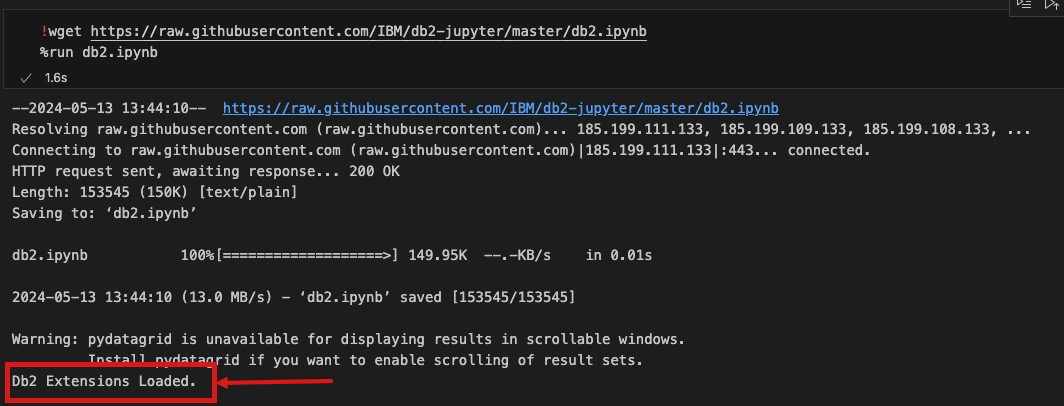 !wget https://raw.githubusercontent.com/IBM/db2-jupyter/master/db2.ipynb
%run db2.ipynb
1.6s
--2024-05-13 13:44:10--  https://raw.githubusercontent.com/IBM/db2-jupyter/master/db2.ipynb
Resolving raw.githubusercontent.com (raw.githubusercontent.com)... 185.199.111.133, 185.199.109.133, 185.199.108.133, ...
Connecting to raw.githubusercontent.com (raw.githubusercontent.com)|185.199.111.133|:443... connected.
HTTP request sent, awaiting response... 200 OK
Length: 153545 (150K) [text/plain]
Saving to: ‘db2.ipynb’
db2.ipynb           100%[===================>] 149.95K  --.-KB/s    in 0.01s
2024-05-13 13:44:10 (13.0 MB/s) - ‘db2.ipynb’ saved [153545/153545]
Warning: pydatagrid is unavailable for displaying results in scrollable windows.
         Install pydatagrid if you want to enable scrolling of result sets.
Db2 Extensions Loaded.